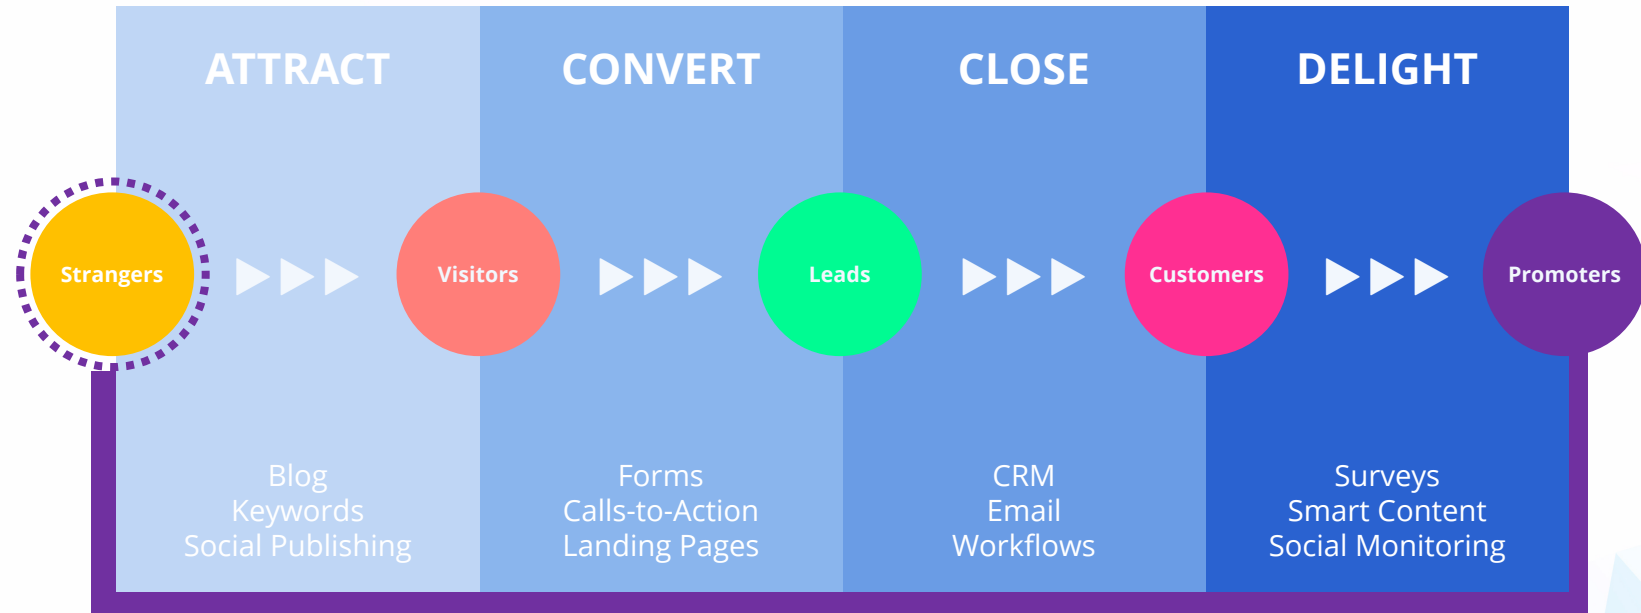 ATTRACT
CONVERT
CLOSE
DELIGHT
Strangers
Visitors
Leads
Customers
Promoters
Blog
Keywords
Social Publishing
Forms
Calls-to-Action
Landing Pages
CRM
Email
Workflows
Surveys
Smart Content
Social Monitoring